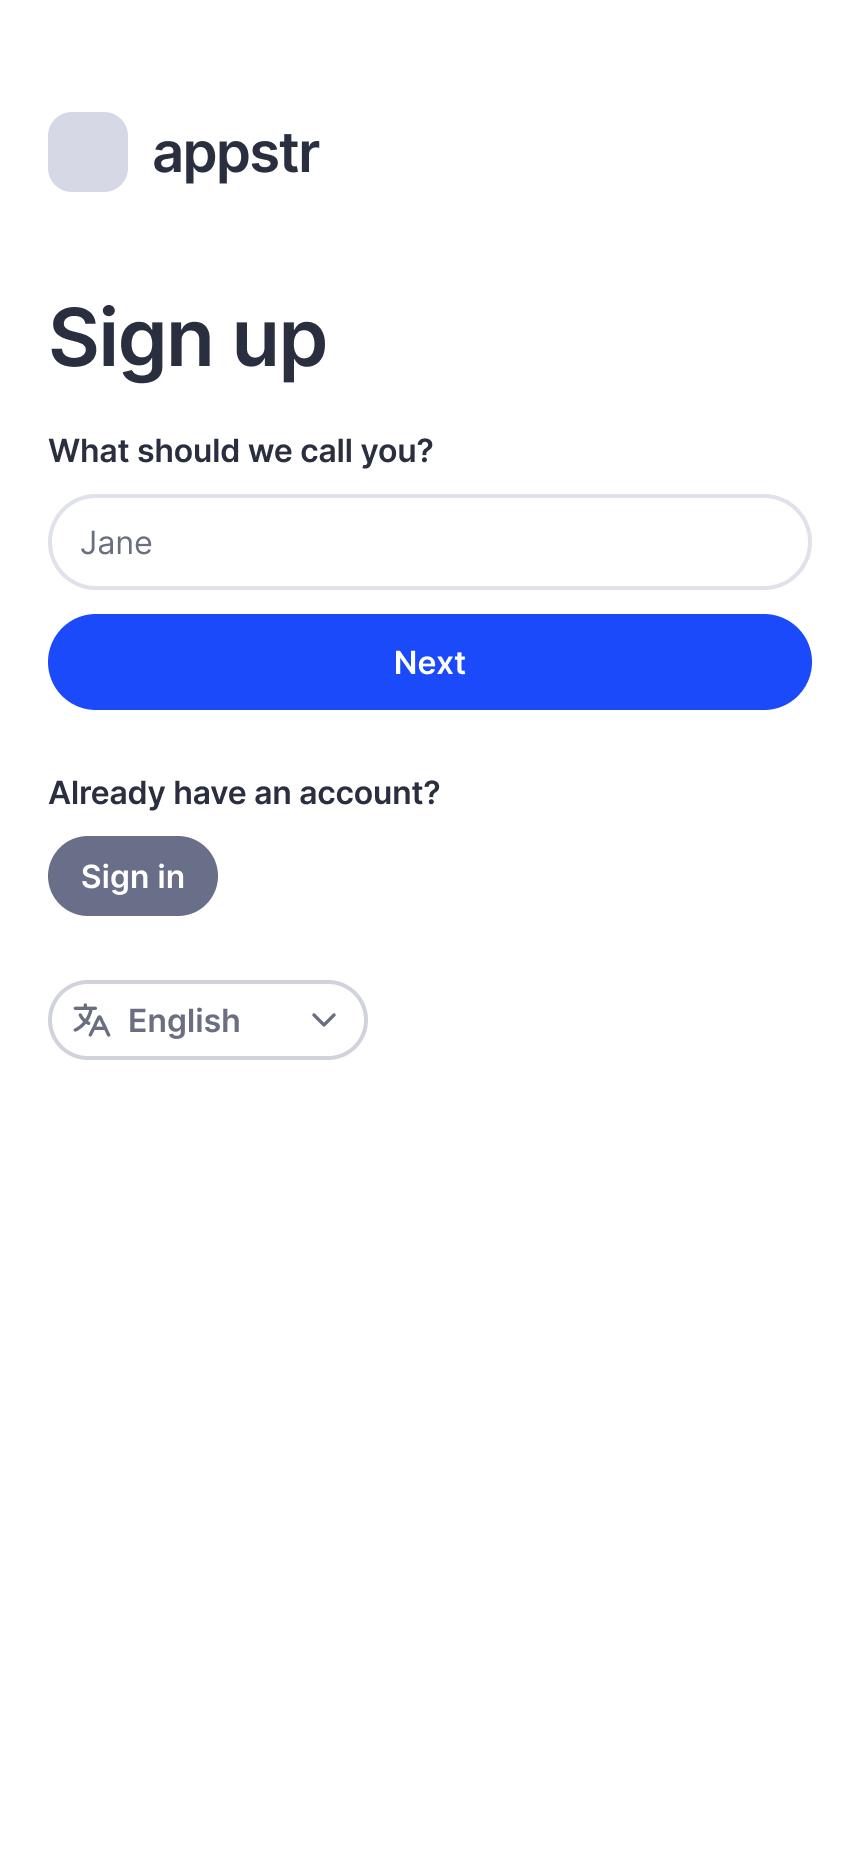 appstr
Sign up
What should we call you?
Jane
Next
Already have an account?
Sign in
English